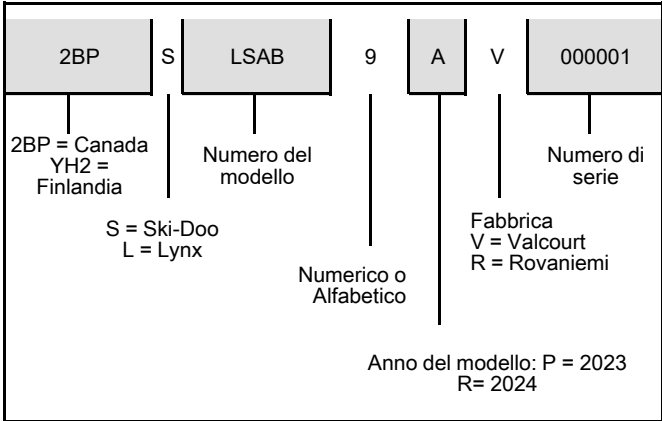 2BP S LSAB 9 A V 000001
2BP = Canada
YH2 =
Finlandia
Numero del
modello
Numero di
serie
S = Ski-Doo
L = Lynx
Fabbrica
V = Valcourt
R = Rovaniemi
Numerico o
Alfabetico
Anno del modello: P = 2023
R= 2024